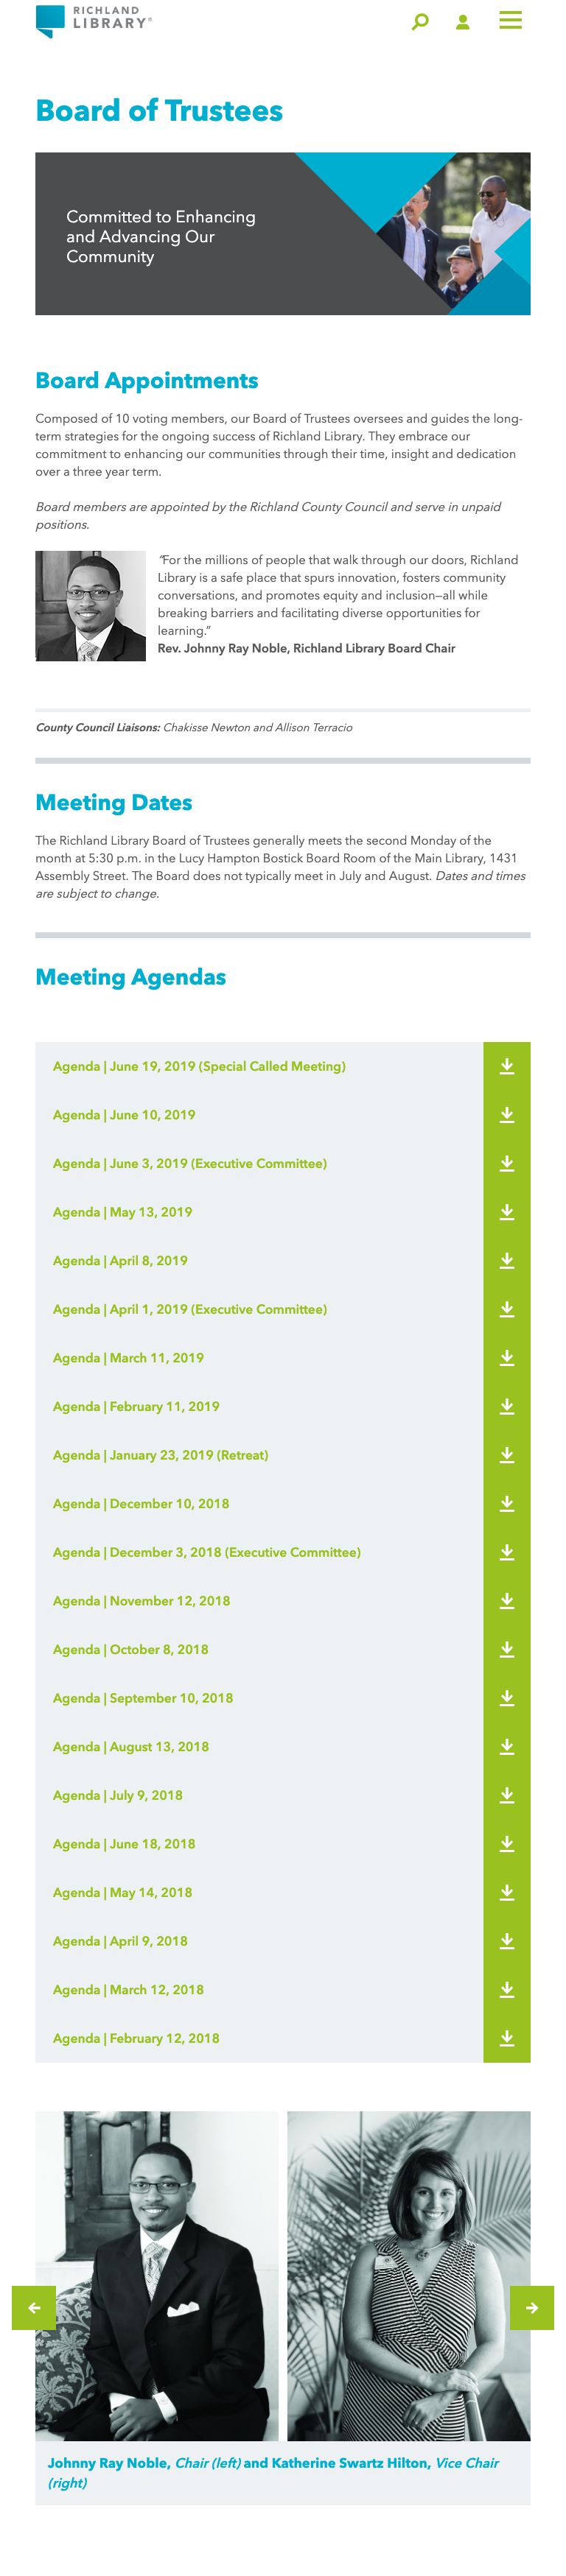 RICHLAND
LIBRARY®
Board of Trustees
Committed to Enhancing
and Advancing Our
Community
Board Appointments
Composed of 10 voting members, our Board of Trustees oversees and guides the long-
term strategies for the ongoing success of Richland Library. They embrace our
commitment to enhancing our communities through their time, insight and dedication
over a three year term.
Board members are appointed by the Richland County Council and serve in unpaid
positions.
“For the millions of people that walk through our doors, Richland
Library is a safe place that spurs innovation, fosters community
conversations, and promotes equity and inclusion—all while
breaking barriers and facilitating diverse opportunities for
learning.”
Rev. Johnny Ray Noble, Richland Library Board Chair
County Council Liaisons: Chakisse Newton and Allison Terracio
Meeting Dates
The Richland Library Board of Trustees generally meets the second Monday of the
month at 5:30 p.m. in the Lucy Hampton Bostick Board Room of the Main Library, 1431
Assembly Street. The Board does not typically meet in July and August. Dates and times
are subject to change.
Meeting Agendas
Agenda | June 19, 2019 (Special Called Meeting)
Agenda | June 10, 2019
Agenda | June 3, 2019 (Executive Committee)
Agenda | May 13, 2019
Agenda | April 8, 2019
Agenda | April 1, 2019 (Executive Committee)
Agenda | March 11, 2019
Agenda | February 11, 2019
Agenda | January 23, 2019 (Retreat)
Agenda | December 10, 2018
Agenda | December 3, 2018 (Executive Committee)
Agenda | November 12, 2018
Agenda | October 8, 2018
Agenda | September 10, 2018
Agenda | August 13, 2018
Agenda | July 9, 2018
Agenda | June 18, 2018
Agenda | May 14, 2018
Agenda | April 9, 2018
Agenda | March 12, 2018
Agenda | February 12, 2018
Johnny Ray Noble, Chair (left) and Katherine Swartz Hilton, Vice Chair
(right)